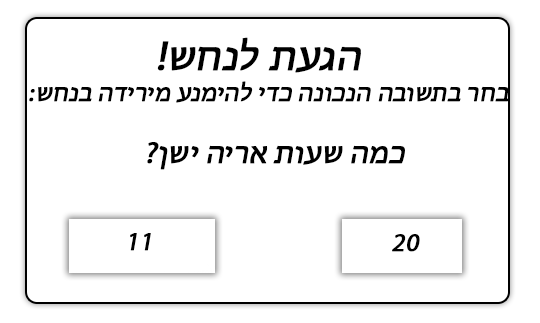 הגעת לנחש!
בחר בתשובה הנכונה כדי להימנע מירידה בנחש:
כמה שעות אריה ישן?
20
11